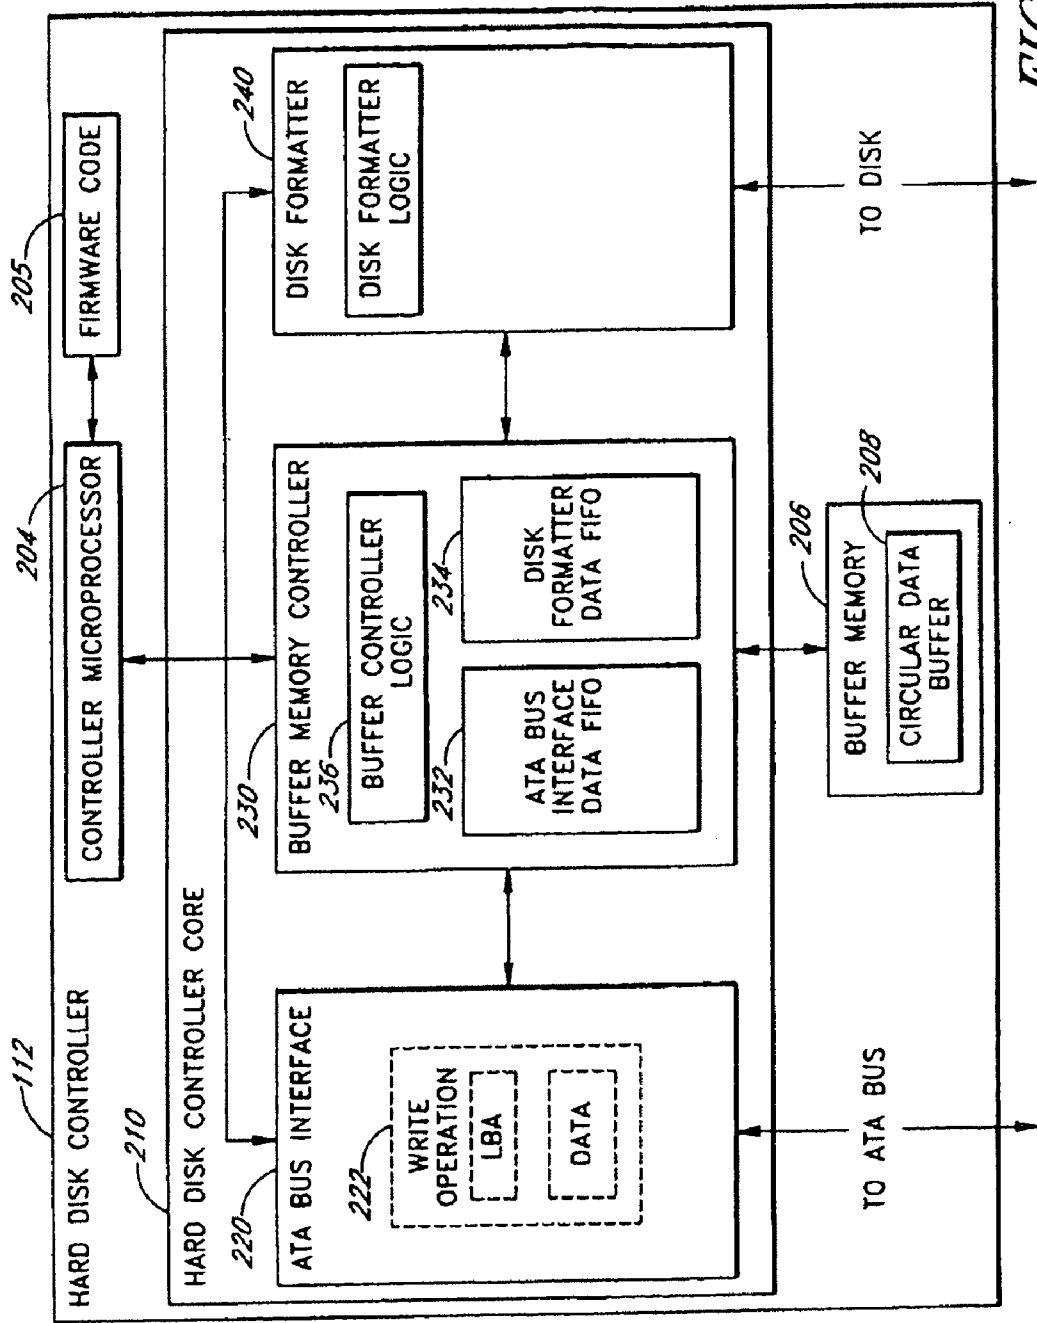 112
HARD DISK CONTROLLER
204
CONTROLLER MICROPROCESSOR
205
FIRMWARE CODE
210
HARD DISK CONTROLLER CORE
220
ATA BUS INTERFACE
222
WRITE
OPERATION
LBA
DATA
230
BUFFER MEMORY CONTROLLER
236
BUFFER CONTROLLER
LOGIC
232
ATA BUS
INTERFACE
DATA FIFO
234
DISK
FORMATTER
DATA FIFO
240
DISK FORMATTER
DISK FORMATTER
LOGIC
206
BUFFER MEMORY
208
CIRCULAR DATA
BUFFER
TO ATA BUS
TO DISK